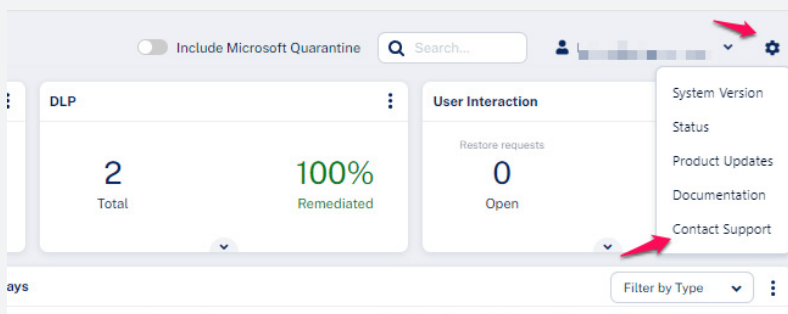 Include Microsoft Quarantine
Search...
System Version
Status
Product Updates
Documentation
Contact Support
DLP
2
Total
100%
Remediated
User Interaction
Restore requests
0
Open
ays
Filter by Type